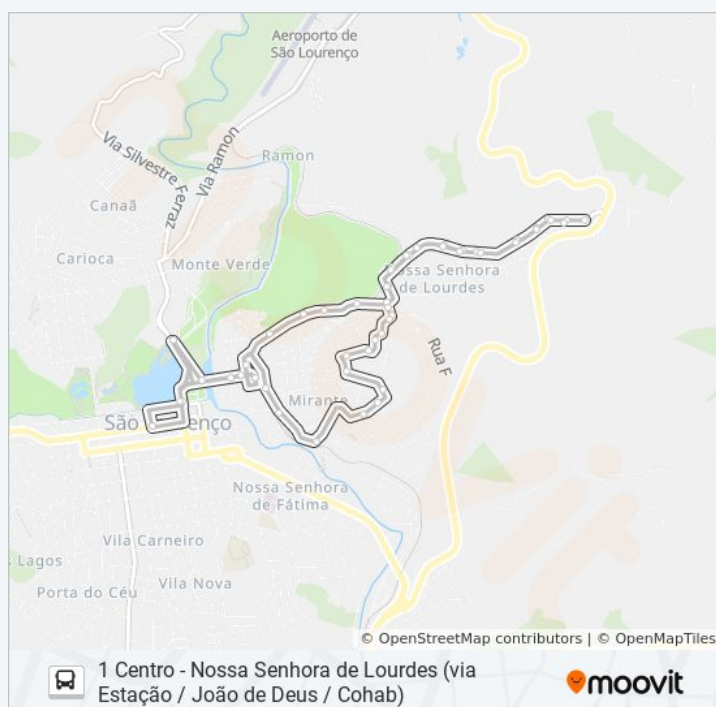 Aeroporto de
São Lourenço
Ramon
Via Ramon
Via Silvestre Ferraz
Canaã
Carioca
Monte Verde
Nossa Senhora
de Lourdes
Rua F
Mirante
São
nço
Nossa Senhora
de Fátima
Vila Carneiro
Lagos
Porta do Céu
Vila Nova
© OpenStreetMap contributors | © OpenMapTiles
1 Centro - Nossa Senhora de Lourdes (via
Estação / João de Deus / Cohab)
moovit